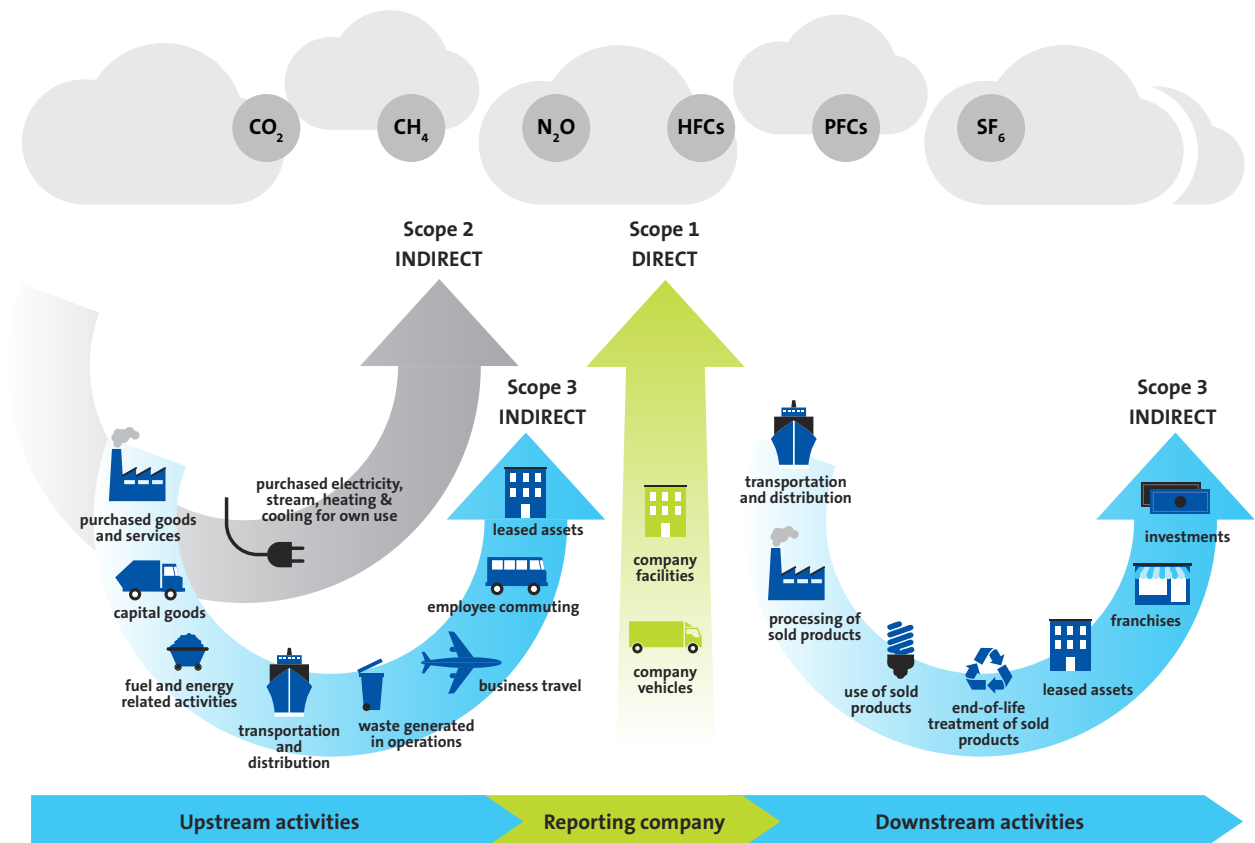 CO2
CH4
N2O
HFCs
PFCs
SF6
Scope 2
INDIRECT
Scope 1
DIRECT
Scope 3
INDIRECT
Scope 3
INDIRECT
purchased electricity,
stream, heating &
cooling for own use
purchased goods
and services
capital goods
fuel and energy
related activities
transportation
and
distribution
waste generated
in operations
business travel
employee commuting
leased assets
company
facilities
company
vehicles
transportation
and distribution
processing of
sold products
use of sold
products
end-of-life
treatment of sold
products
leased assets
franchises
investments
Upstream activities
Reporting company
Downstream activities